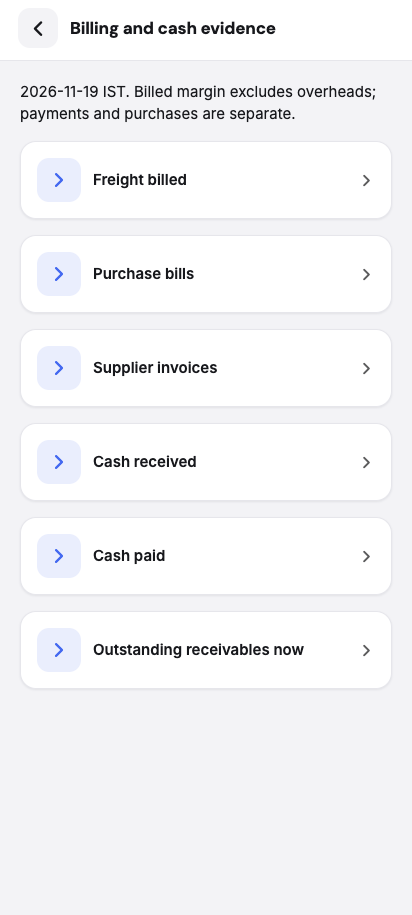 Billing and cash evidence
2026-11-19 IST. Billed margin excludes overheads;
payments and purchases are separate.
Freight billed
Purchase bills
Supplier invoices
Cash received
Cash paid
Outstanding receivables now